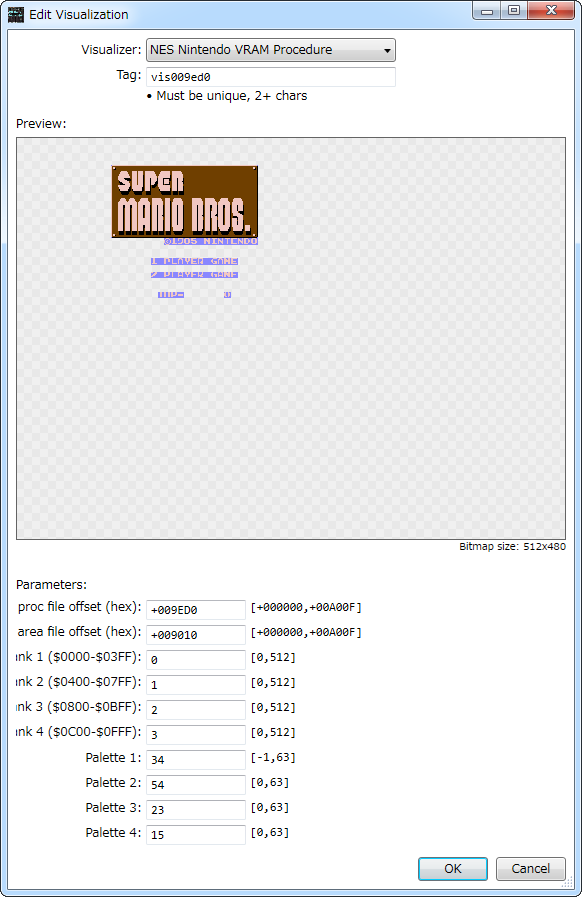 Edit Visualization
Visualizer: NES Nintendo VRAM Procedure
Tag: vis009ed0
• Must be unique, 2+ chars
Preview:
SUPER
MARIO BROS.
©1985 NINTENDO
1 PLAYER GAME
2 PLAYER GAME
TOP- 0
Bitmap size: 512x480
Parameters:
proc file offset (hex): +009ED0 [+000000,+00A00F]
area file offset (hex): +009010 [+000000,+00A00F]
ank 1 ($0000-$03FF): 0 [0,512]
ank 2 ($0400-$07FF): 1 [0,512]
ank 3 ($0800-$0BFF): 2 [0,512]
ank 4 ($0C00-$0FFF): 3 [0,512]
Palette 1: 34 [-1,63]
Palette 2: 54 [0,63]
Palette 3: 23 [0,63]
Palette 4: 15 [0,63]
OK Cancel